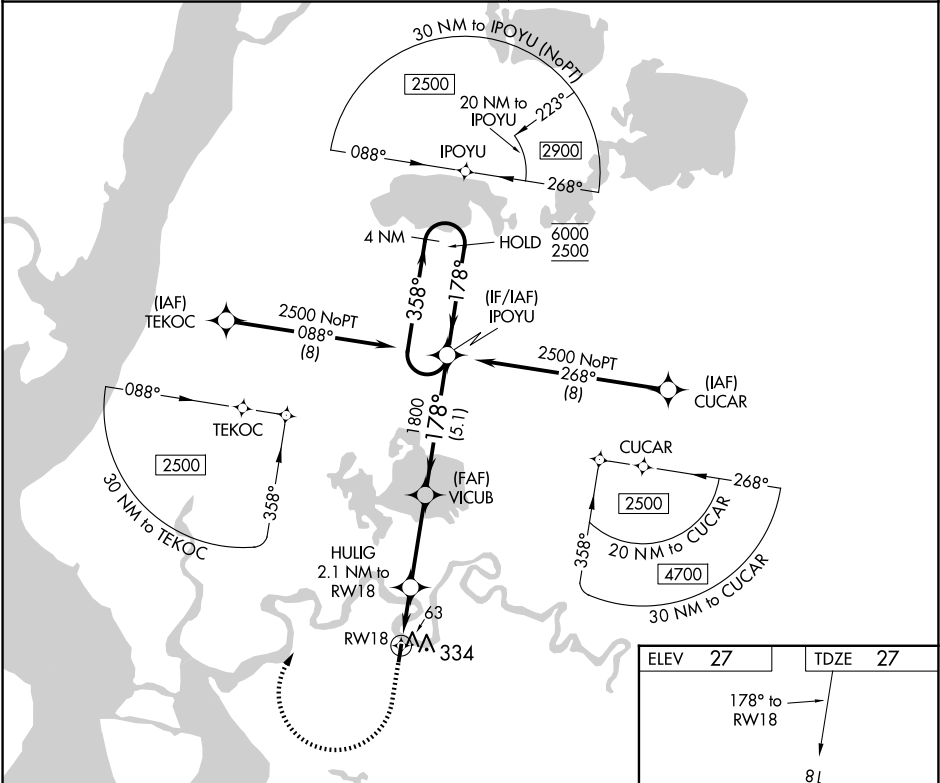 30 NM to IPOYU (NoPT)
2500
20 NM to
IPOYU
223°
2900
088°
IPOYU
268°
4 NM
HOLD
6000
2500
358°
178°
(IF/IAF)
IPOYU
(IAF)
TEKOC
2500 NoPT
088°
(8)
2500 NoPT
268°
(8)
(IAF)
CUCAR
1800
178°
(5.1)
088°
TEKOC
2500
358°
30 NM to TEKOC
(FAF)
VICUB
CUCAR
268°
2500
358°
20 NM to CUCAR
4700
30 NM to CUCAR
HULIG
2.1 NM to
RW18
63
RW18
334
ELEV 27
TDZE 27
178° to
RW18
8L